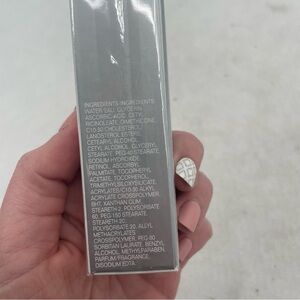 INGREDIENTS/INGREDIENTS:
WATER (EAU), GLYCERIN,
ASCORBIC ACID, CETYL
RICINOLEATE, DIMETHICONE,
C10-30 CHOLESTEROL/
LANOSTEROL ESTERS,
CETEARYL ALCOHOL,
CETYL ALCOHOL, GLYCERYL
STEARATE, PEG-40 STEARATE,
SODIUM HYDROXIDE,
RETINOL, ASCORBYL
PALMITATE, TOCOPHERYL
ACETATE, TOCOPHEROL,
TRIMETHYLSILOXYSILICATE,
ACRYLATES/C10-30 ALKYL
ACRYLATE CROSSPOLYMER,
BHT, XANTHAN GUM,
STEARETH-2, POLYSORBATE
60, PEG-150 STEARATE,
STEARETH-20,
POLYSORBATE 20, ALLYL
METHACRYLATES
CROSSPOLYMER, PEG-80
SORBITAN LAURATE, BENZYL
ALCOHOL, METHYLPARABEN,
PARFUM/FRAGRANCE,
DISODIUM EDTA